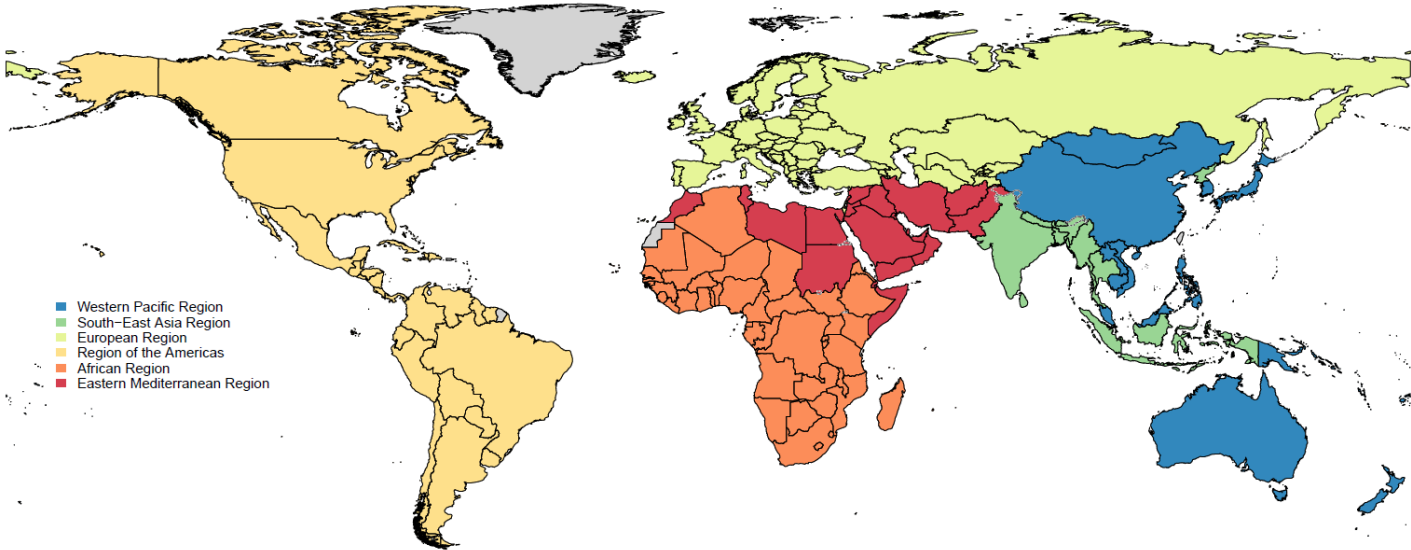 Western Pacific Region
South−East Asia Region
European Region
Region of the Americas
African Region
Eastern Mediterranean Region